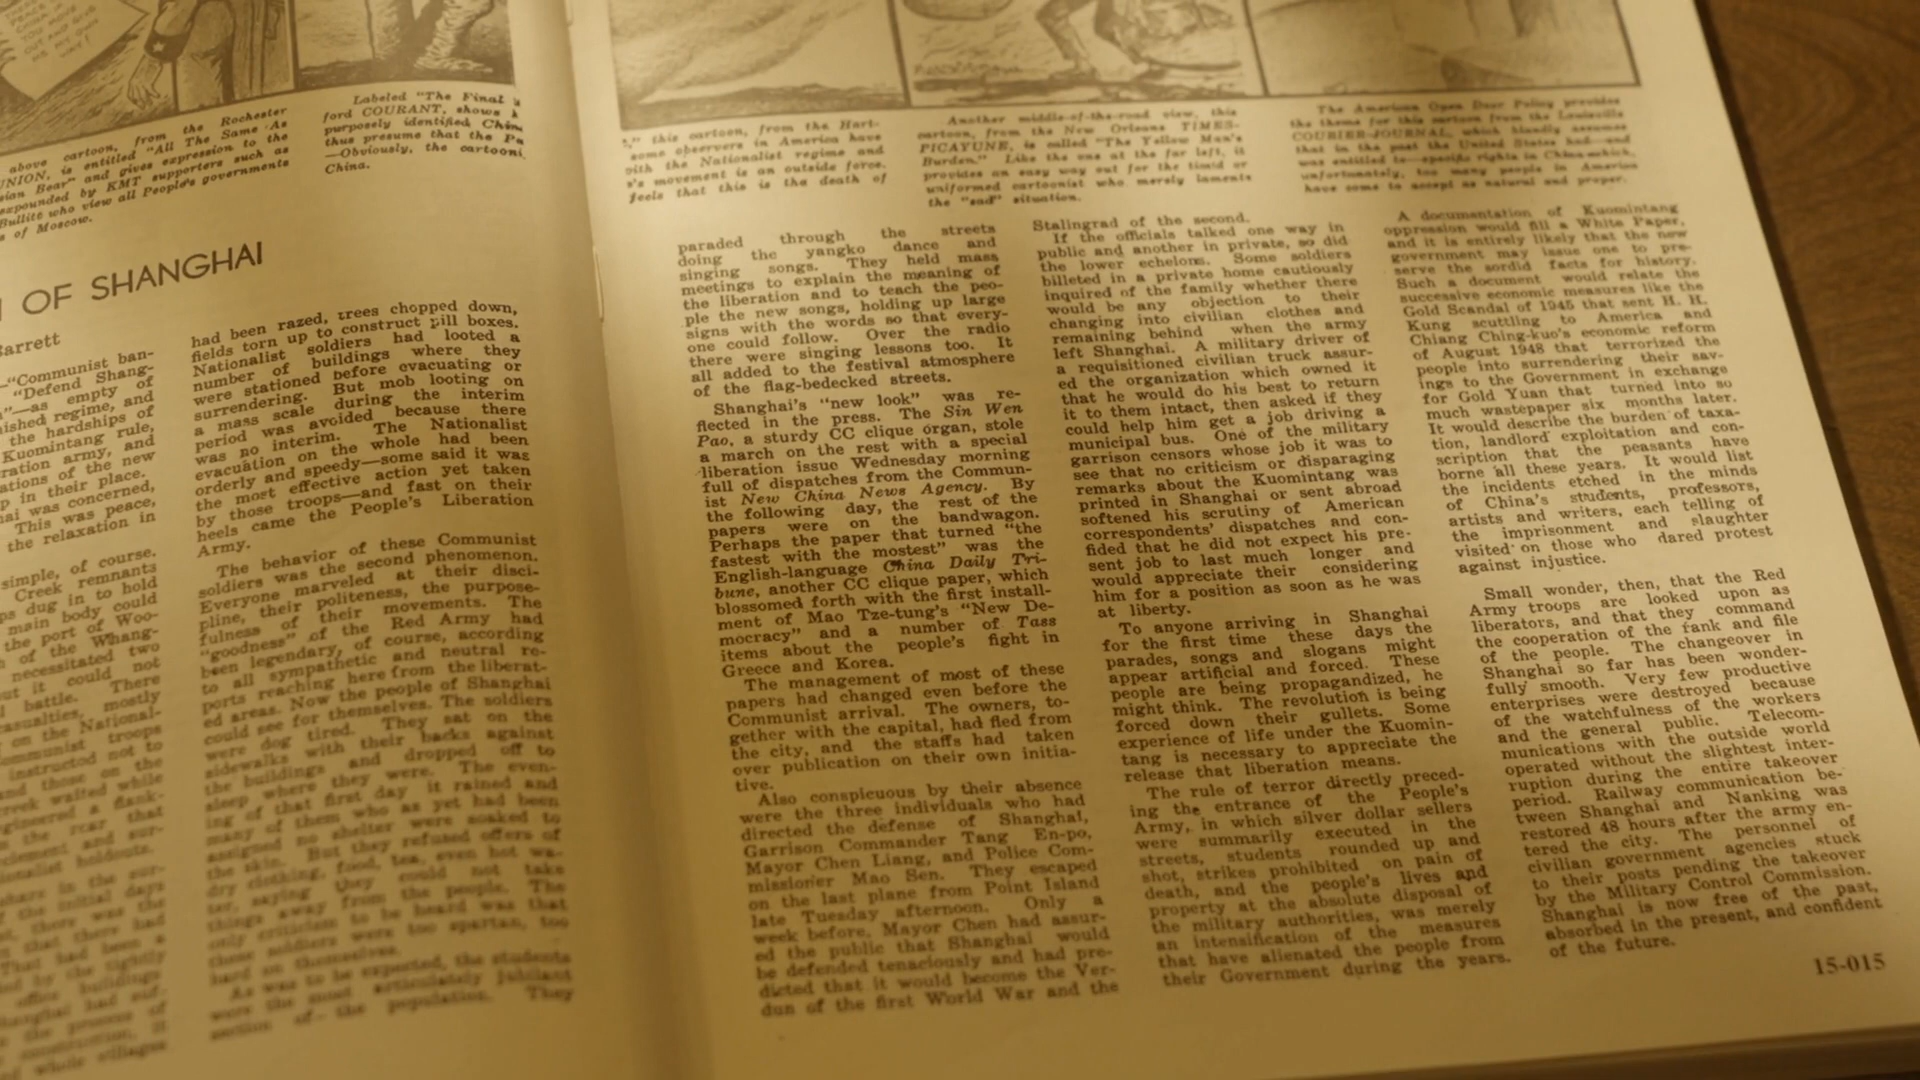 above cartoon, from the Rochester
UNION, is entitled "All The Same As
sian Bear" and gives expression to the
expounded by KMT supporters such as
Bullitt who view all People's governments
s of Moscow.
Labeled "The Final
ford COURANT, shows
purposely identified
thus presume that the
—Obviously, the
China.
OF SHANGHAI
Barrett
"Communist ban-
"Defend Shang-
"—as empty of
ished regime, and
the hardships of
Kuomintang rule,
ration army, and
ations of the new
p in their place.
ai was concerned,
This was peace,
the relaxation in
simple, of course.
Creek remnants
ps dug in to hold
main body could
the port of Woo-
of the Whang-
necessitated two
ut it could not
battle. There
casualties, mostly
on the National-
mmunist troops
instructed not to
and those on the
creek waited while
the rear that
had been razed, trees chopped down,
fields torn up to construct pill boxes.
Nationalist soldiers had looted a
number of buildings where they
were stationed before evacuating or
surrendering. But mob looting on
a mass scale during the interim
period was avoided because there
was no interim. The Nationalist
evacuation on the whole had been
orderly and speedy—some said it was
the most effective action yet taken
by those troops—and fast on their
heels came the People's Liberation
Army.
The behavior of these Communist
soldiers was the second phenomenon.
Everyone marveled at their disci-
pline, their politeness, the purpose-
fulness of their movements. The
"goodness" of the Red Army had
been legendary, of course, according
to all sympathetic and neutral re-
ports reaching here from the liberat-
ed areas. Now the people of Shanghai
could see for themselves. The soldiers
were dog tired. They sat on the
sidewalks with their backs against
the buildings and dropped off to
sleep where they were. The even-
ing of that first day it rained and
many of them who as yet had been
assigned no shelter were soaked to
the skin. But they refused offers of
dry clothing, food, tea, even hot wa-
ter, saying they could not take
things away from the people. The
only criticism to be heard was that
these soldiers were too spartan, too
hard on themselves.
As was to be expected, the students
were the most articulately jubilant
section of the population. They
," this cartoon, from the Hart-
some observers in America have
with the Nationalist regime and
's movement is an outside force.
feels that this is the death of
Another middle-of-the-road view, this
cartoon, from the New Orleans TIMES-
PICAYUNE, is called "The Yellow Man's
Burden." Like the one at the far left, it
provides an easy way out for the timid or
uniformed cartoonist who merely laments
the "sad" situation.
The American Open Door Policy provides
the theme for this cartoon from the Louisville
COURIER-JOURNAL, which blandly assumes
that in the past the United States had—and
was entitled to—specific rights in China which,
unfortunately, too many people in America
have come to accept as natural and proper.
paraded through the streets
doing the yangko dance and
singing songs. They held mass
meetings to explain the meaning of
the liberation and to teach the peo-
ple the new songs, holding up large
signs with the words so that every-
one could follow. Over the radio
there were singing lessons too. It
all added to the festival atmosphere
of the flag-bedecked streets.
Shanghai's "new look" was re-
flected in the press. The Sin Wen
Pao, a sturdy CC clique organ, stole
a march on the rest with a special
liberation issue Wednesday morning
full of dispatches from the Commun-
ist New China News Agency. By
the following day, the rest of the
papers were on the bandwagon.
Perhaps the paper that turned "the
fastest with the mostest" was the
English-language China Daily Tri-
bune, another CC clique paper, which
blossomed forth with the first install-
ment of Mao Tze-tung's "New De-
mocracy" and a number of Tass
items about the people's fight in
Greece and Korea.
The management of most of these
papers had changed even before the
Communist arrival. The owners, to-
gether with the capital, had fled from
the city, and the staffs had taken
over publication on their own initia-
tive.
Also conspicuous by their absence
were the three individuals who had
directed the defense of Shanghai,
Garrison Commander Tang En-po,
Mayor Chen Liang, and Police Com-
missioner Mao Sen. They escaped
on the last plane from Point Island
late Tuesday afternoon. Only a
week before, Mayor Chen had assur-
ed the public that Shanghai would
be defended tenaciously and had pre-
dicted that it would become the Ver-
dun of the first World War and the
Stalingrad of the second.
If the officials talked one way in
public and another in private, so did
the lower echelons. Some soldiers
billeted in a private home cautiously
inquired of the family whether there
would be any objection to their
changing into civilian clothes and
remaining behind when the army
left Shanghai. A military driver of
a requisitioned civilian truck assur-
ed the organization which owned it
that he would do his best to return
it to them intact, then asked if they
could help him get a job driving a
municipal bus. One of the military
garrison censors whose job it was to
see that no criticism or disparaging
remarks about the Kuomintang was
printed in Shanghai or sent abroad
softened his scrutiny of American
correspondents' dispatches and con-
fided that he did not expect his pre-
sent job to last much longer and
would appreciate their considering
him for a position as soon as he was
at liberty.
To anyone arriving in Shanghai
for the first time these days the
parades, songs and slogans might
appear artificial and forced. These
people are being propagandized, he
might think. The revolution is being
forced down their gullets. Some
experience of life under the Kuomin-
tang is necessary to appreciate the
release that liberation means.
The rule of terror directly preced-
ing the entrance of the People's
Army, in which silver dollar sellers
were summarily executed in the
streets, students rounded up and
shot, strikes prohibited on pain of
death, and the people's lives and
property at the absolute disposal of
the military authorities, was merely
an intensification of the measures
that have alienated the people from
their Government during the years.
A documentation of Kuomintang
oppression would fill a White Paper,
and it is entirely likely that the new
government may issue one to pre-
serve the sordid facts for history.
Such a document would relate the
successive economic measures like the
Gold Scandal of 1945 that sent H. H.
Kung scuttling to America and
Chiang Ching-kuo's economic reform
of August 1948 that terrorized the
people into surrendering their sav-
ings to the Government in exchange
for Gold Yuan that turned into so
much wastepaper six months later.
It would describe the burden of taxa-
tion, landlord exploitation and con-
scription that the peasants have
borne all these years. It would list
the incidents etched in the minds
of China's students, professors,
artists and writers, each telling of
the imprisonment and slaughter
visited on those who dared protest
against injustice.
Small wonder, then, that the Red
Army troops are looked upon as
liberators, and that they command
the cooperation of the rank and file
of the people. The changeover in
Shanghai so far has been wonder-
fully smooth. Very few productive
enterprises were destroyed because
of the watchfulness of the workers
and the general public. Telecom-
munications with the outside world
operated without the slightest inter-
ruption during the entire takeover
period. Railway communication be-
tween Shanghai and Nanking was
restored 48 hours after the army en-
tered the city. The personnel of
civilian government agencies stuck
to their posts pending the takeover
by the Military Control Commission.
Shanghai is now free of the past,
absorbed in the present, and confident
of the future.
15-015